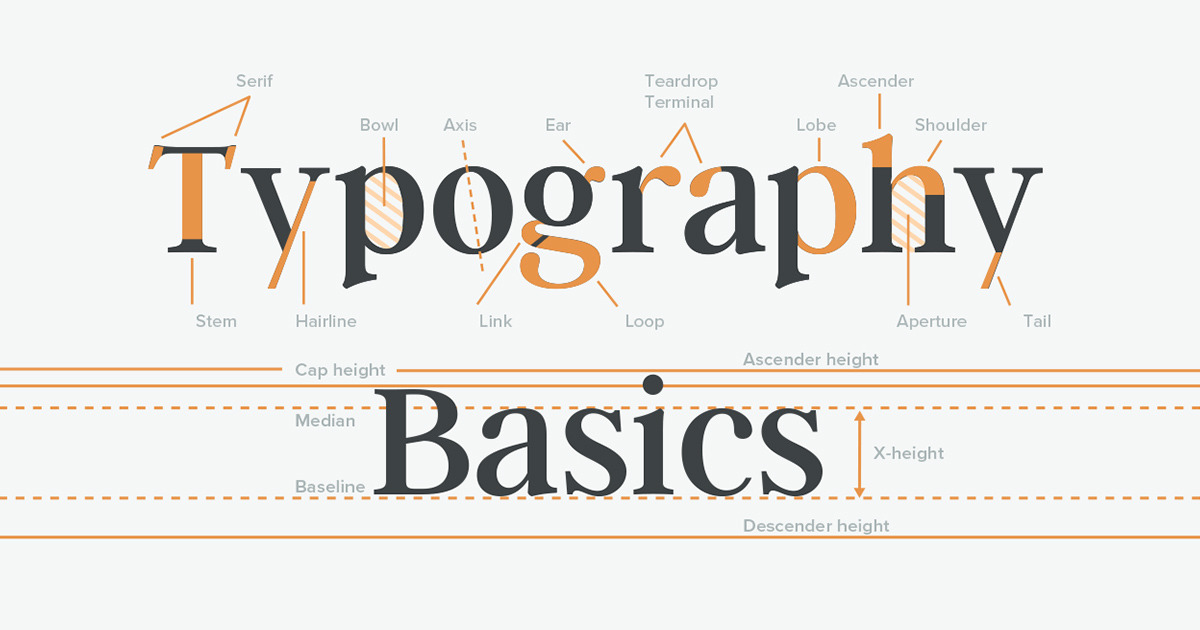 Serif
Teardrop
Terminal
Ascender
Bowl
Axis
Ear
Lobe
Shoulder
Typography
Stem
Hairline
Link
Loop
Aperture
Tail
Ascender height
Cap height
Median
Basics
X-height
Baseline
Descender height